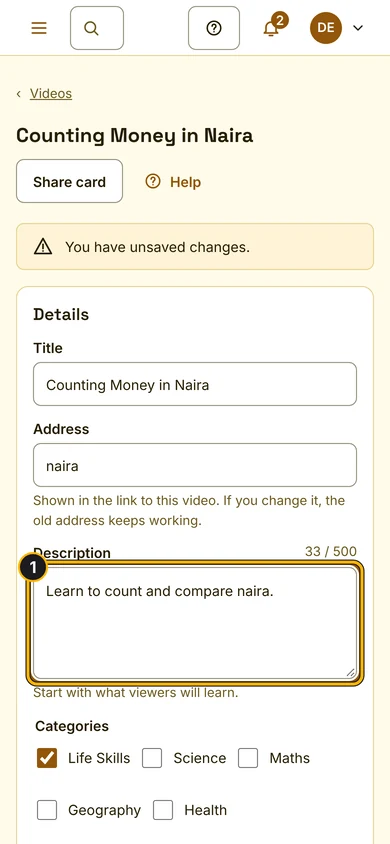 2
DE
‹ Videos
Counting Money in Naira
Share card
Help
You have unsaved changes.
Details
Title
Counting Money in Naira
Address
naira
Shown in the link to this video. If you change it, the
old address keeps working.
Description 33 / 500
1
Learn to count and compare naira.
Start with what viewers will learn.
Categories
Life Skills Science Maths
Geography Health